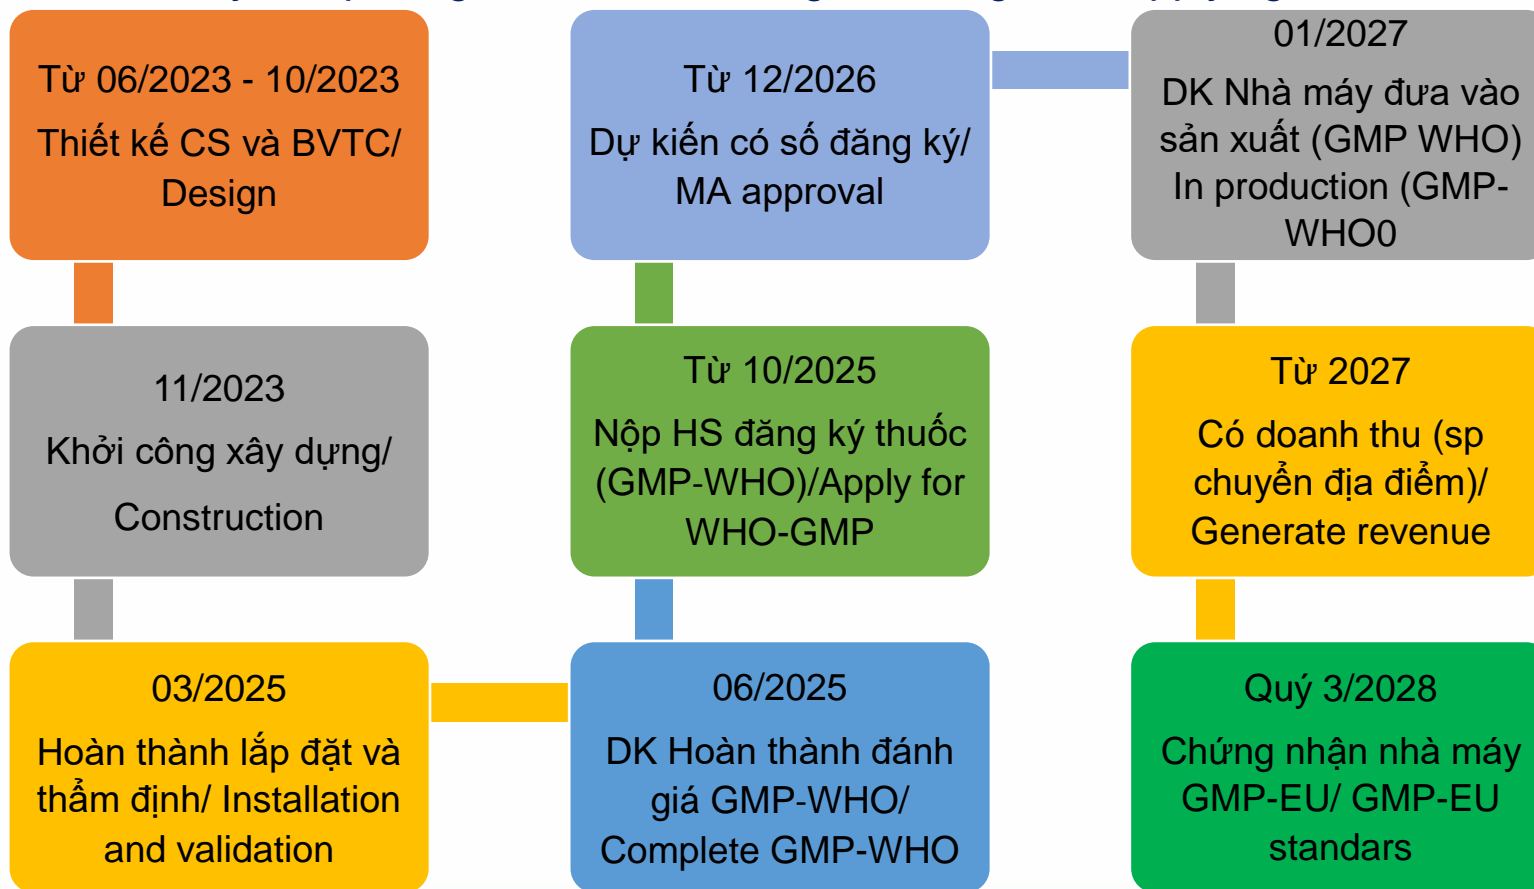 Từ 06/2023 - 10/2023
Thiết kế CS và BVTC/
Design
11/2023
Khởi công xây dựng/
Construction
03/2025
Hoàn thành lắp đặt và
thẩm định/ Installation
and validation
06/2025
DK Hoàn thành đánh
giá GMP-WHO/
Complete GMP-WHO
Từ 10/2025
Nộp HS đăng ký thuốc
(GMP-WHO)/Apply for
WHO-GMP
Từ 12/2026
Dự kiến có số đăng ký/
MA approval
01/2027
DK Nhà máy đưa vào
sản xuất (GMP WHO)
In production (GMP-
WHO0
Từ 2027
Có doanh thu (sp
chuyển địa điểm)/
Generate revenue
Quý 3/2028
Chứng nhận nhà máy
GMP-EU/ GMP-EU
standars